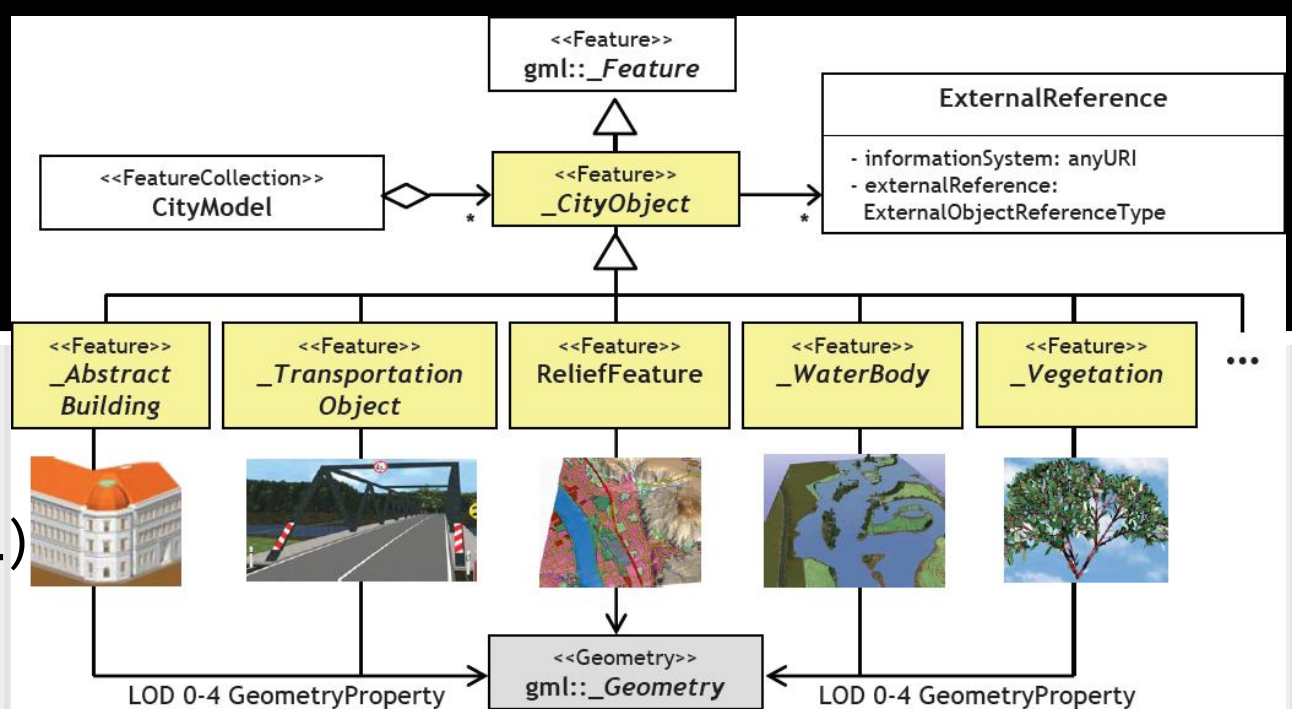 <<Feature>>
gml::_Feature
ExternalReference
- informationSystem: anyURI
- externalReference:
ExternalObjectReferenceType
<<FeatureCollection>>
CityModel
*
<<Feature>>
_CityObject
*
<<Feature>>
_Abstract
Building
<<Feature>>
_Transportation
Object
<<Feature>>
ReliefFeature
<<Feature>>
_WaterBody
<<Feature>>
_Vegetation
...
.)
<<Geometry>>
gml::_Geometry
LOD 0-4 GeometryProperty
LOD 0-4 GeometryProperty